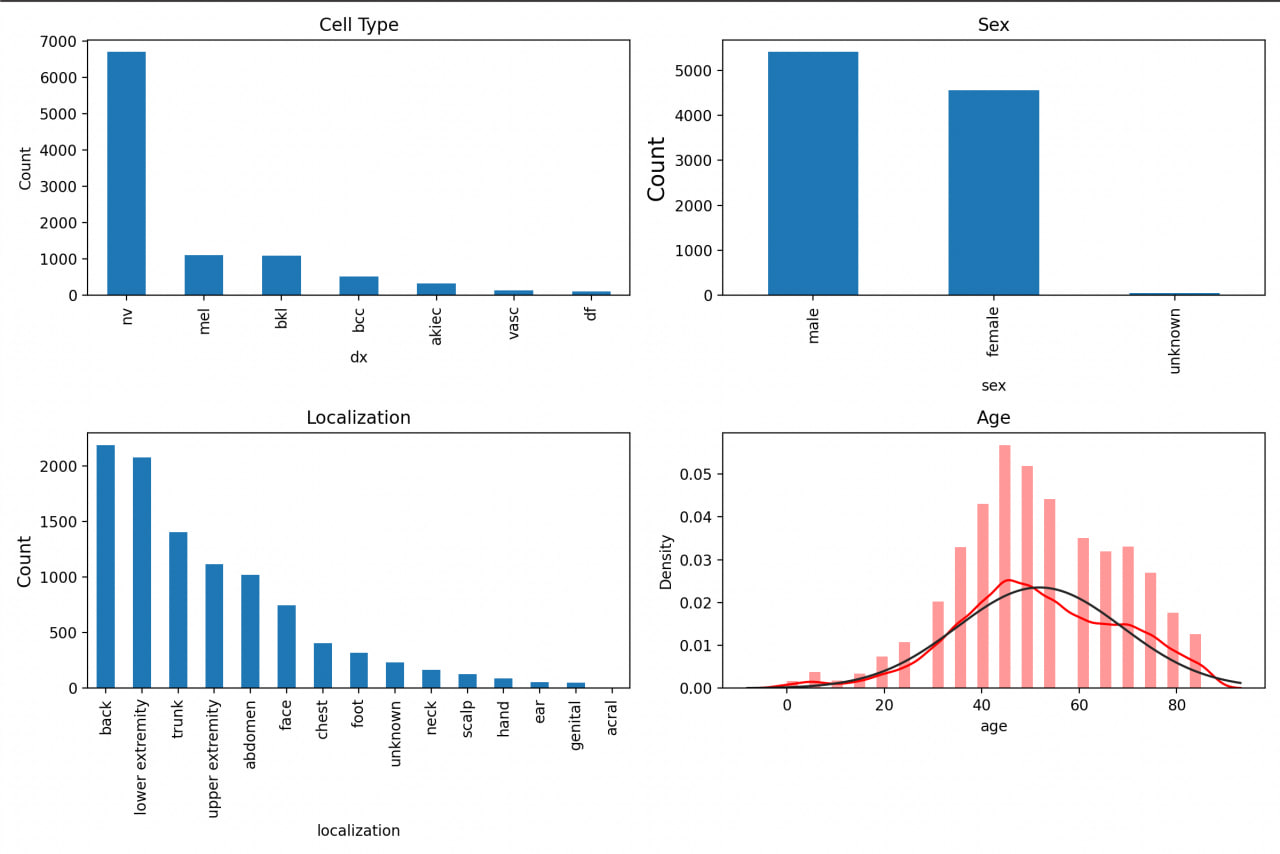 Cell Type
7000
6000
5000
4000
3000
2000
1000
0
Count
nv
mel
bkl
bcc
akiec
vasc
df
dx
Sex
5000
4000
3000
2000
1000
0
Count
male
female
unknown
sex
Localization
2000
1500
1000
500
0
Count
back
lower extremity
trunk
upper extremity
abdomen
face
chest
foot
unknown
neck
scalp
hand
ear
genital
acral
localization
Age
0.05
0.04
0.03
0.02
0.01
0.00
Density
0
20
40
60
80
age